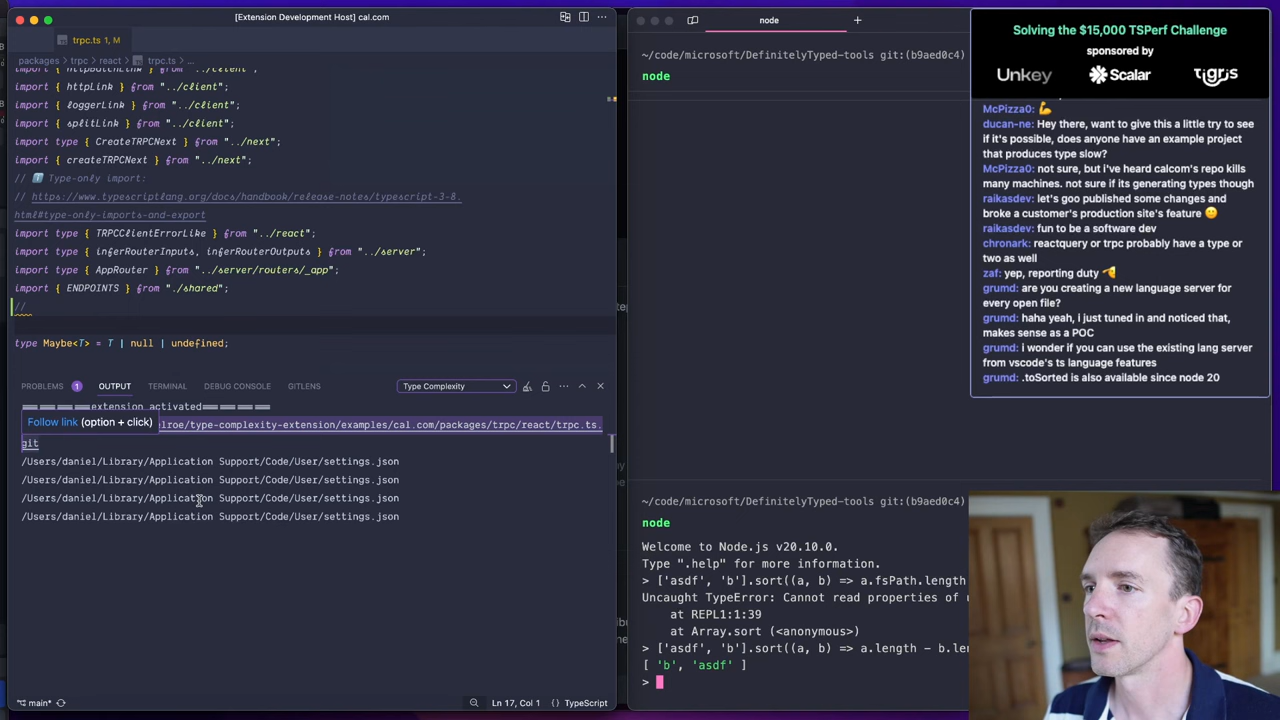 [Extension Development Host] cal.com
trpc.ts 1, M
packages > trpc > react > trpc.ts > ...
import { httpBatchLink } from "../client";
import { httpLink } from "../client";
import { loggerLink } from "../client";
import { splitLink } from "../client";
import type { CreateTRPCNext } from "../next";
import { createTRPCNext } from "../next";
// ℹ️ Type-only import:
// https://www.typescriptlang.org/docs/handbook/release-notes/typescript-3-8.
html#type-only-imports-and-export
import type { TRPCClientErrorLike } from "../react";
import type { inferRouterInputs, inferRouterOutputs } from "../server";
import type { AppRouter } from "../server/routers/_app";
import { ENDPOINTS } from "./shared";
//
type Maybe<T> = T | null | undefined;
PROBLEMS 1 OUTPUT TERMINAL DEBUG CONSOLE GITLENS Type Complexity
=== === ===extension activated=== === ===
Follow link (option + click)
elroe/type-complexity-extension/examples/cal.com/packages/trpc/react/trpc.ts.
git
/Users/daniel/Library/Application Support/Code/User/settings.json
/Users/daniel/Library/Application Support/Code/User/settings.json
/Users/daniel/Library/Application Support/Code/User/settings.json
/Users/daniel/Library/Application Support/Code/User/settings.json
main* Ln 17, Col 1 {} TypeScript
node
~/code/microsoft/DefinitelyTyped-tools git:(b9aed0c4)
node
~/code/microsoft/DefinitelyTyped-tools git:(b9aed0c4)
node
Welcome to Node.js v20.10.0.
Type ".help" for more information.
> ['asdf', 'b'].sort((a, b) => a.fsPath.length
Uncaught TypeError: Cannot read properties of
at REPL1:1:39
at Array.sort (<anonymous>)
> ['asdf', 'b'].sort((a, b) => a.length - b.len
[ 'b', 'asdf' ]
>
Solving the $15,000 TSPerf Challenge
sponsored by
Unkey Scalar tigris
McPizza0: 💪
ducan-ne: Hey there, want to give this a little try to see
if it's possible, does anyone have an example project
that produces type slow?
McPizza0: not sure, but i've heard calcom's repo kills
many machines. not sure if its generating types though
raikasdev: let's goo published some changes and
broke a customer's production site's feature 🙂
raikasdev: fun to be a software dev
chronark: reactquery or trpc probably have a type or
two as well
zaf: yep, reporting duty 🫡
grumd: are you creating a new language server for
every open file?
grumd: haha yeah, i just tuned in and noticed that,
makes sense as a POC
grumd: i wonder if you can use the existing lang server
from vscode's ts language features
grumd: .toSorted is also available since node 20